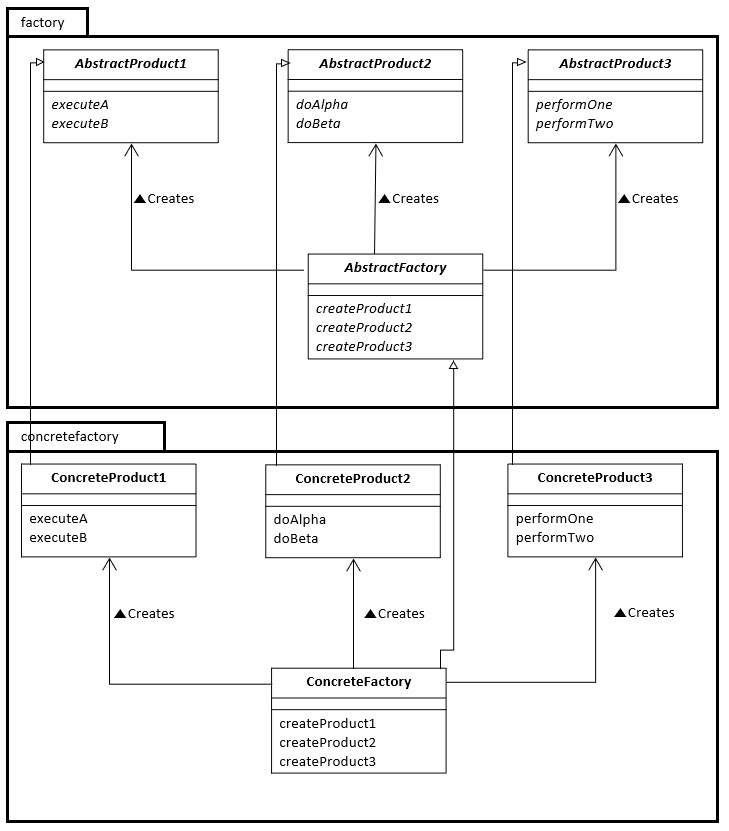 factory
AbstractProduct1
executeA
executeB
AbstractProduct2
doAlpha
doBeta
AbstractProduct3
performOne
performTwo
Creates
Creates
Creates
AbstractFactory
createProduct1
createProduct2
createProduct3
concretefactory
ConcreteProduct1
executeA
executeB
ConcreteProduct2
doAlpha
doBeta
ConcreteProduct3
performOne
performTwo
Creates
Creates
Creates
ConcreteFactory
createProduct1
createProduct2
createProduct3